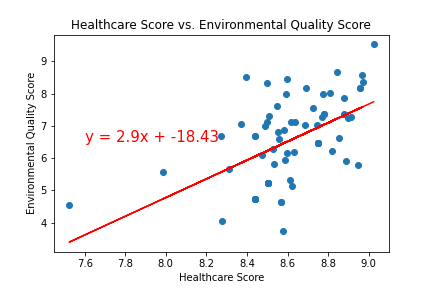 Healthcare Score vs. Environmental Quality Score
Environmental Quality Score
9
8
7
6
5
4
y = 2.9x + -18.43
7.6 7.8 8.0 8.2 8.4 8.6 8.8 9.0
Healthcare Score